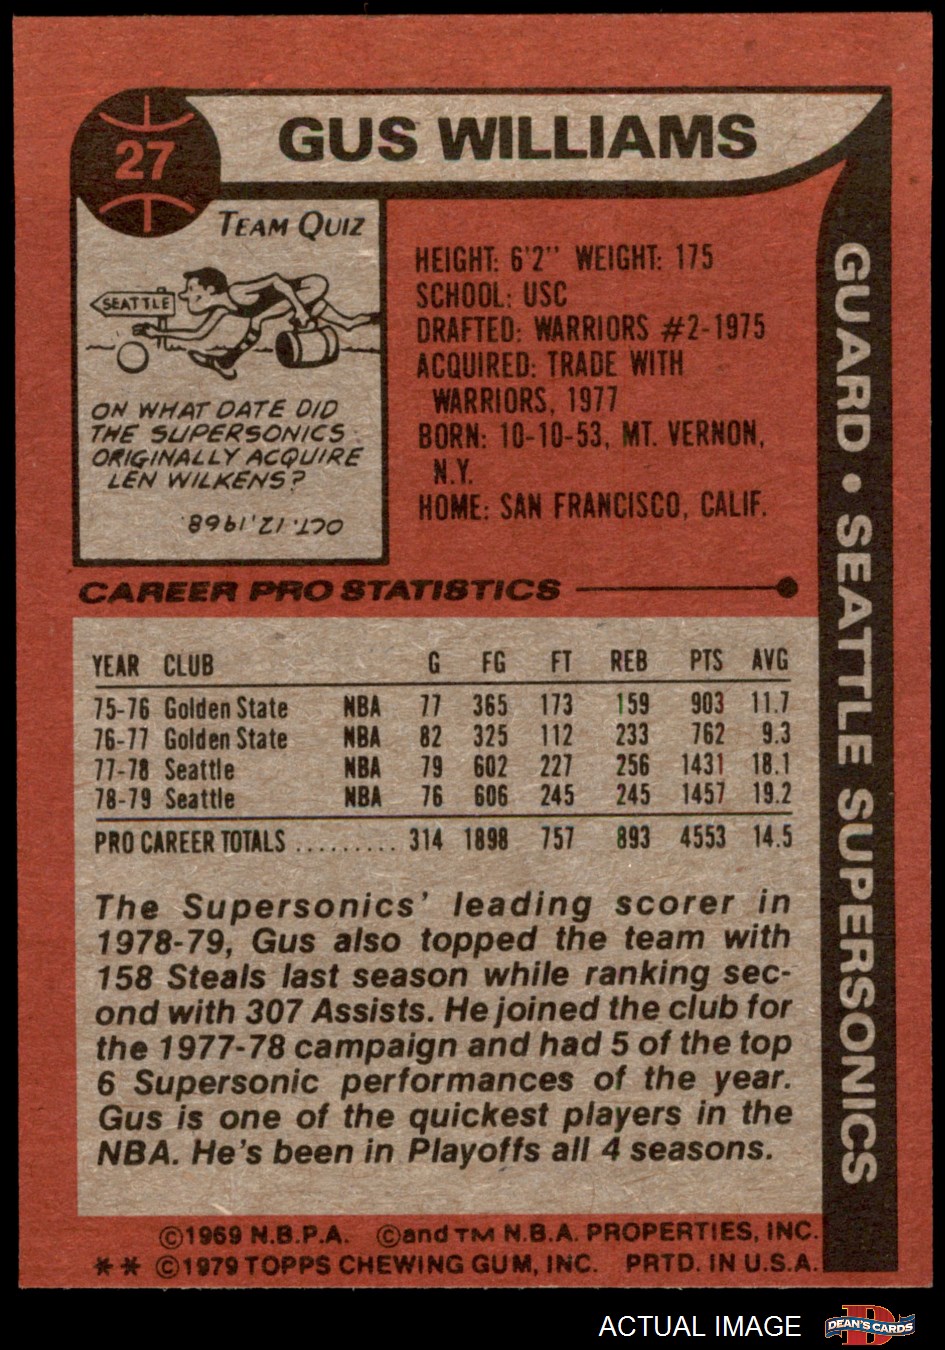 27
GUS WILLIAMS
TEAM QUIZ
SEATTLE
ON WHAT DATE DID
THE SUPERSONICS
ORIGINALLY ACQUIRE
LEN WILKENS?
OCT. 12, 1968
HEIGHT: 6'2" WEIGHT: 175
SCHOOL: USC
DRAFTED: WARRIORS #2-1975
ACQUIRED: TRADE WITH
WARRIORS, 1977
BORN: 10-10-53, MT. VERNON,
N.Y.
HOME: SAN FRANCISCO, CALIF.
GUARD • SEATTLE SUPERSONICS
CAREER PRO STATISTICS
YEAR CLUB G FG FT REB PTS AVG
75-76 Golden State NBA 77 365 173 159 903 11.7
76-77 Golden State NBA 82 325 112 233 762 9.3
77-78 Seattle NBA 79 602 227 256 1431 18.1
78-79 Seattle NBA 76 606 245 245 1457 19.2
PRO CAREER TOTALS ......... 314 1898 757 893 4553 14.5
The Supersonics' leading scorer in
1978-79, Gus also topped the team with
158 Steals last season while ranking sec-
ond with 307 Assists. He joined the club for
the 1977-78 campaign and had 5 of the top
6 Supersonic performances of the year.
Gus is one of the quickest players in the
NBA. He's been in Playoffs all 4 seasons.
©1969 N.B.P.A. ©and TM N.B.A. PROPERTIES, INC.
** ©1979 TOPPS CHEWING GUM, INC. PRTD. IN U.S.A.
ACTUAL IMAGE
D
DEAN'S CARDS